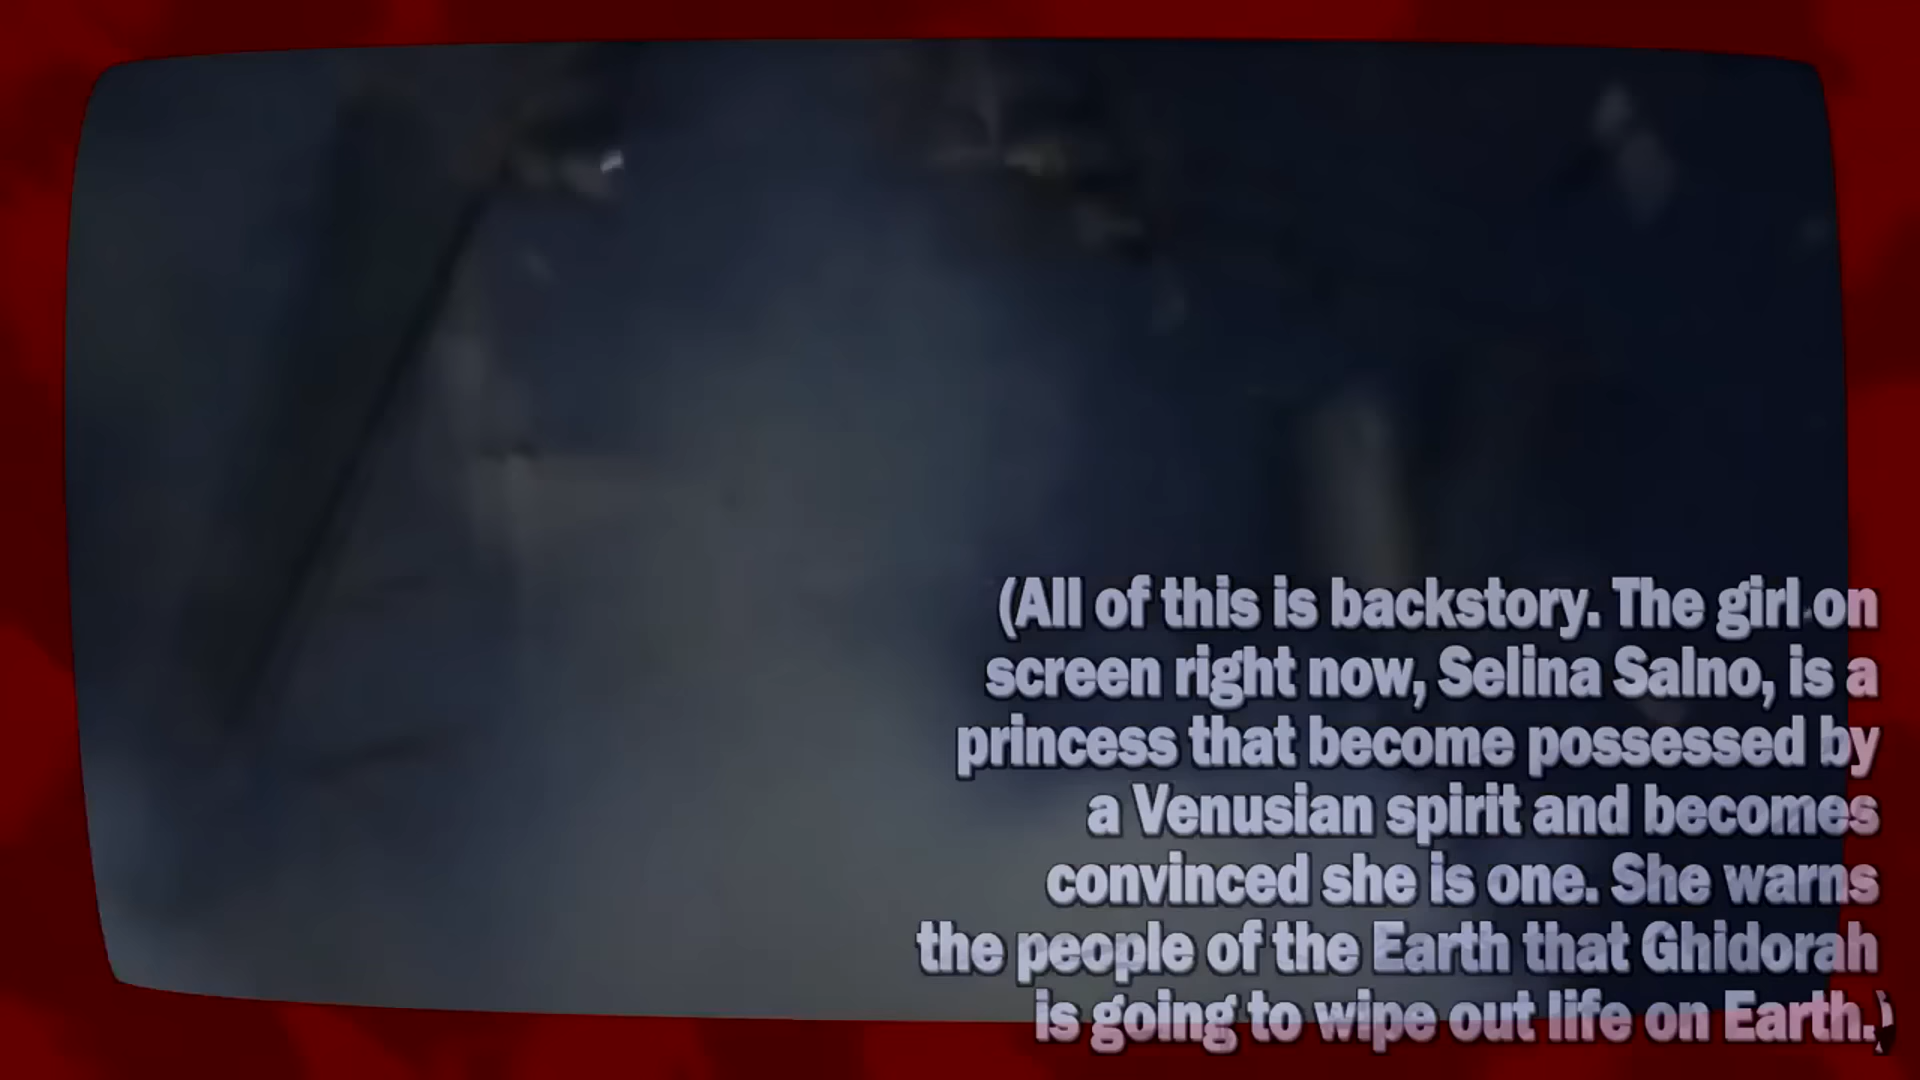 (All of this is backstory. The girl on
screen right now, Selina Salno, is a
princess that become possessed by
a Venusian spirit and becomes
convinced she is one. She warns
the people of the Earth that Ghidorah
is going to wipe out life on Earth.)